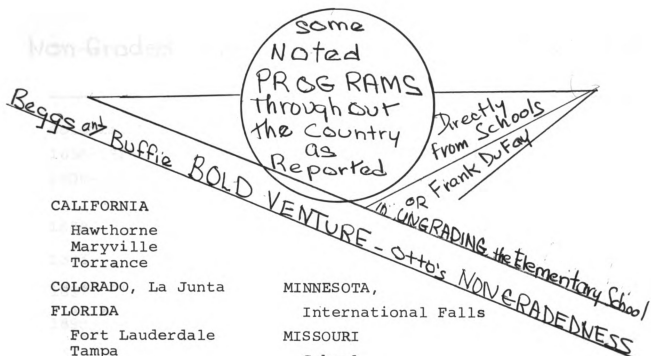 Non-Graded
some
Noted
PROGRAMS
throughout
the Country
as
Reported
Directly
from Schools
OR Frank DuFay
in UNGRADING the Elementary School
Beggs and Buffie BOLD VENTURE - Otto's NONGRADEDNESS
CALIFORNIA
Hawthorne
Maryville
Torrance
COLORADO, La Junta
FLORIDA
Fort Lauderdale
Tampa
MINNESOTA,
International Falls
MISSOURI